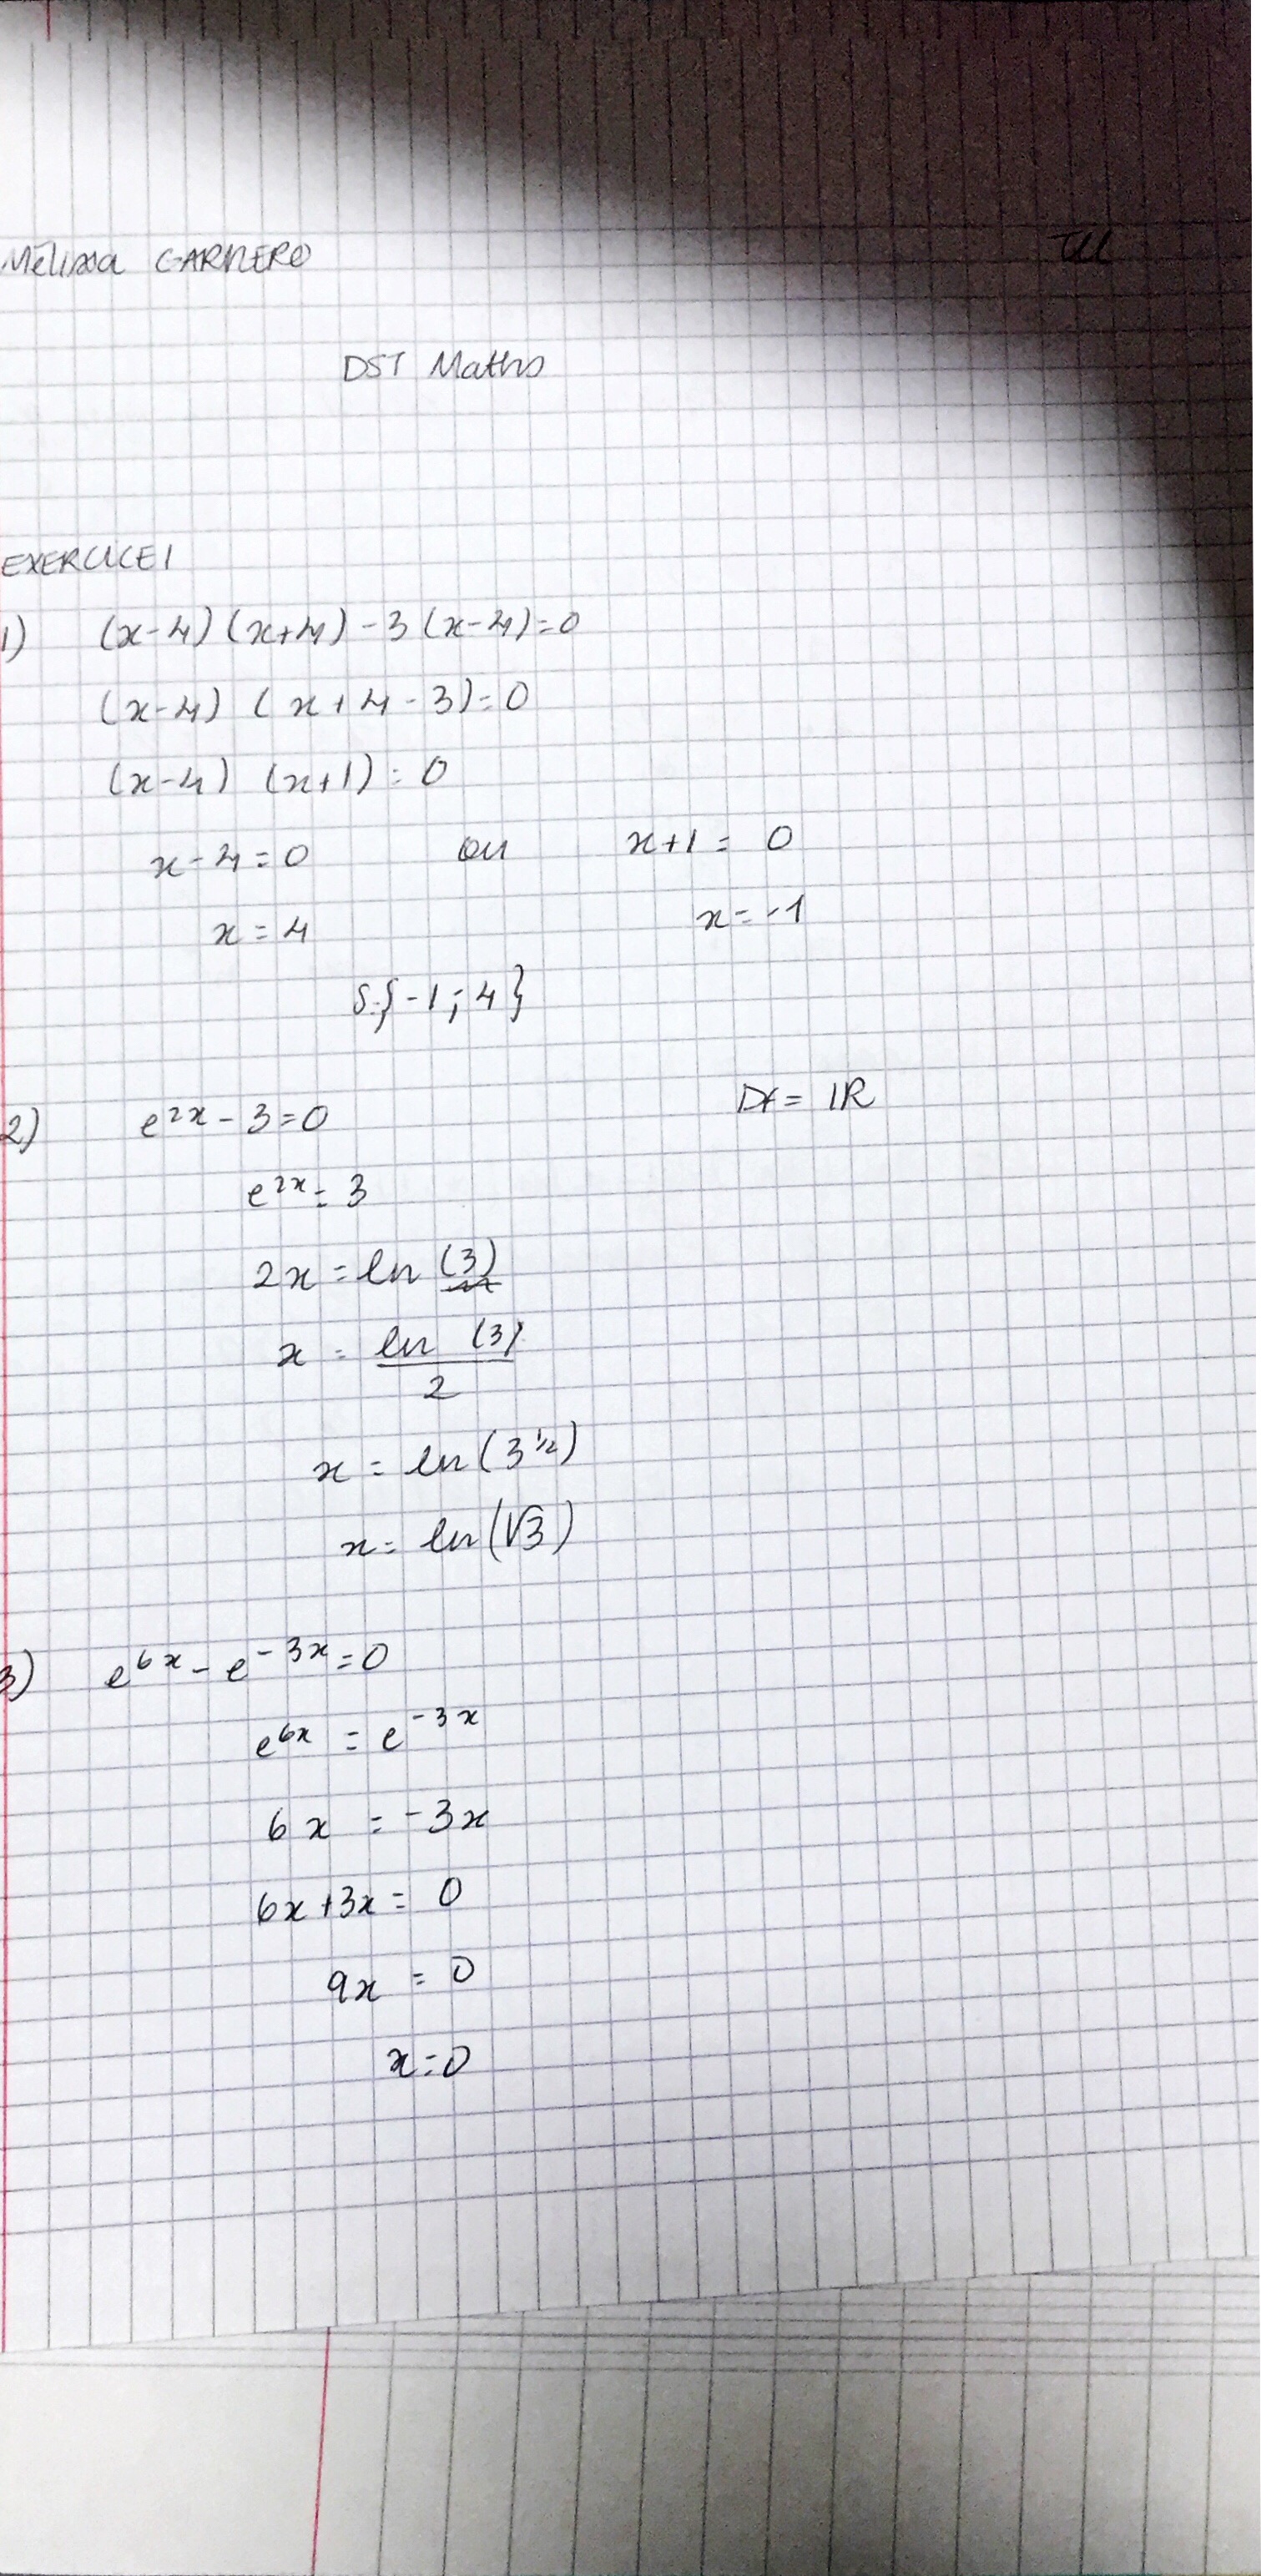 Mélissa CARNERO
DST Maths
EXERCICE 1
1) (x-4)(x+4)-3(x-4)=0
(x-4) (x+4-3)=0
(x-4) (x+1)=0
x-4=0 ou x+1=0
x=4 x=-1
S={-1;4}
2) e^{2x}-3=0 Df=ℝ
e^{2x}=3
2x=ln(3)
x=\frac{ln(3)}{2}
x=ln(3^{1/2})
x=ln(√3)
3) e^{6x}-e^{-3x}=0
e^{6x}=e^{-3x}
6x=-3x
6x+3x=0
9x=0
x=0